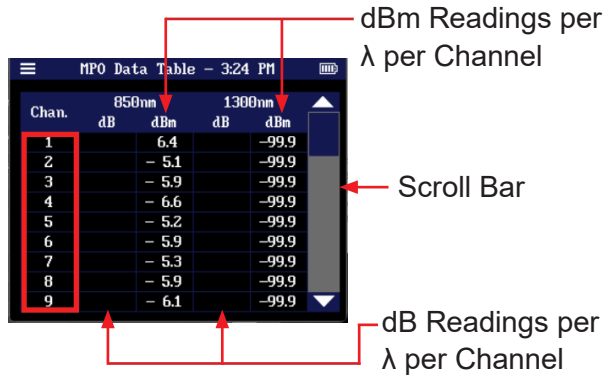 dBm Readings per
λ per Channel
MPO Data Table – 3:24 PM
850nm 1300nm
Chan. dB dBm dB dBm
1 6.4 –99.9
2 – 5.1 –99.9
3 – 5.9 –99.9
4 – 6.6 –99.9
5 – 5.2 –99.9
6 – 5.9 –99.9
7 – 5.3 –99.9
8 – 5.9 –99.9
9 – 6.1 –99.9
Scroll Bar
dB Readings per
λ per Channel